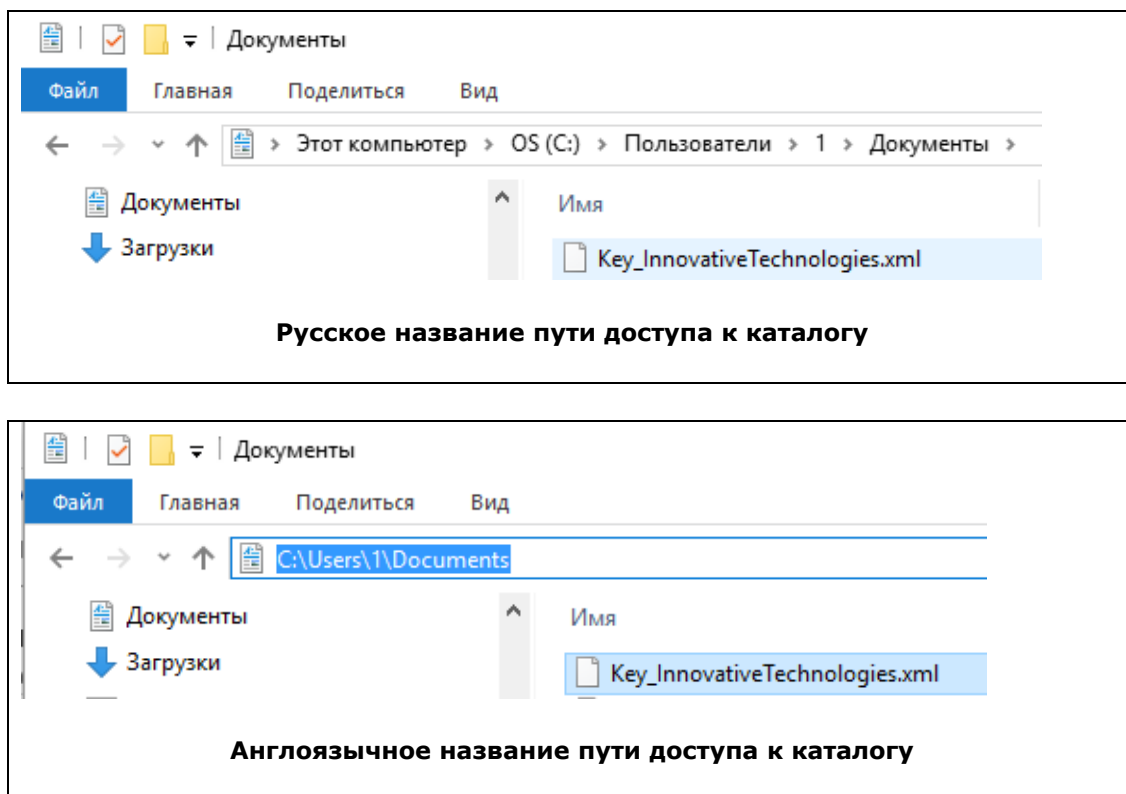 Документы
Файл Главная Поделиться Вид
Этот компьютер > OS (C:) > Пользователи > 1 > Документы >
Документы
Имя
Загрузки
Key_InnovativeTechnologies.xml
Русское название пути доступа к каталогу
Документы
Файл Главная Поделиться Вид
C:\Users\1\Documents
Документы
Имя
Загрузки
Key_InnovativeTechnologies.xml
Англоязычное название пути доступа к каталогу